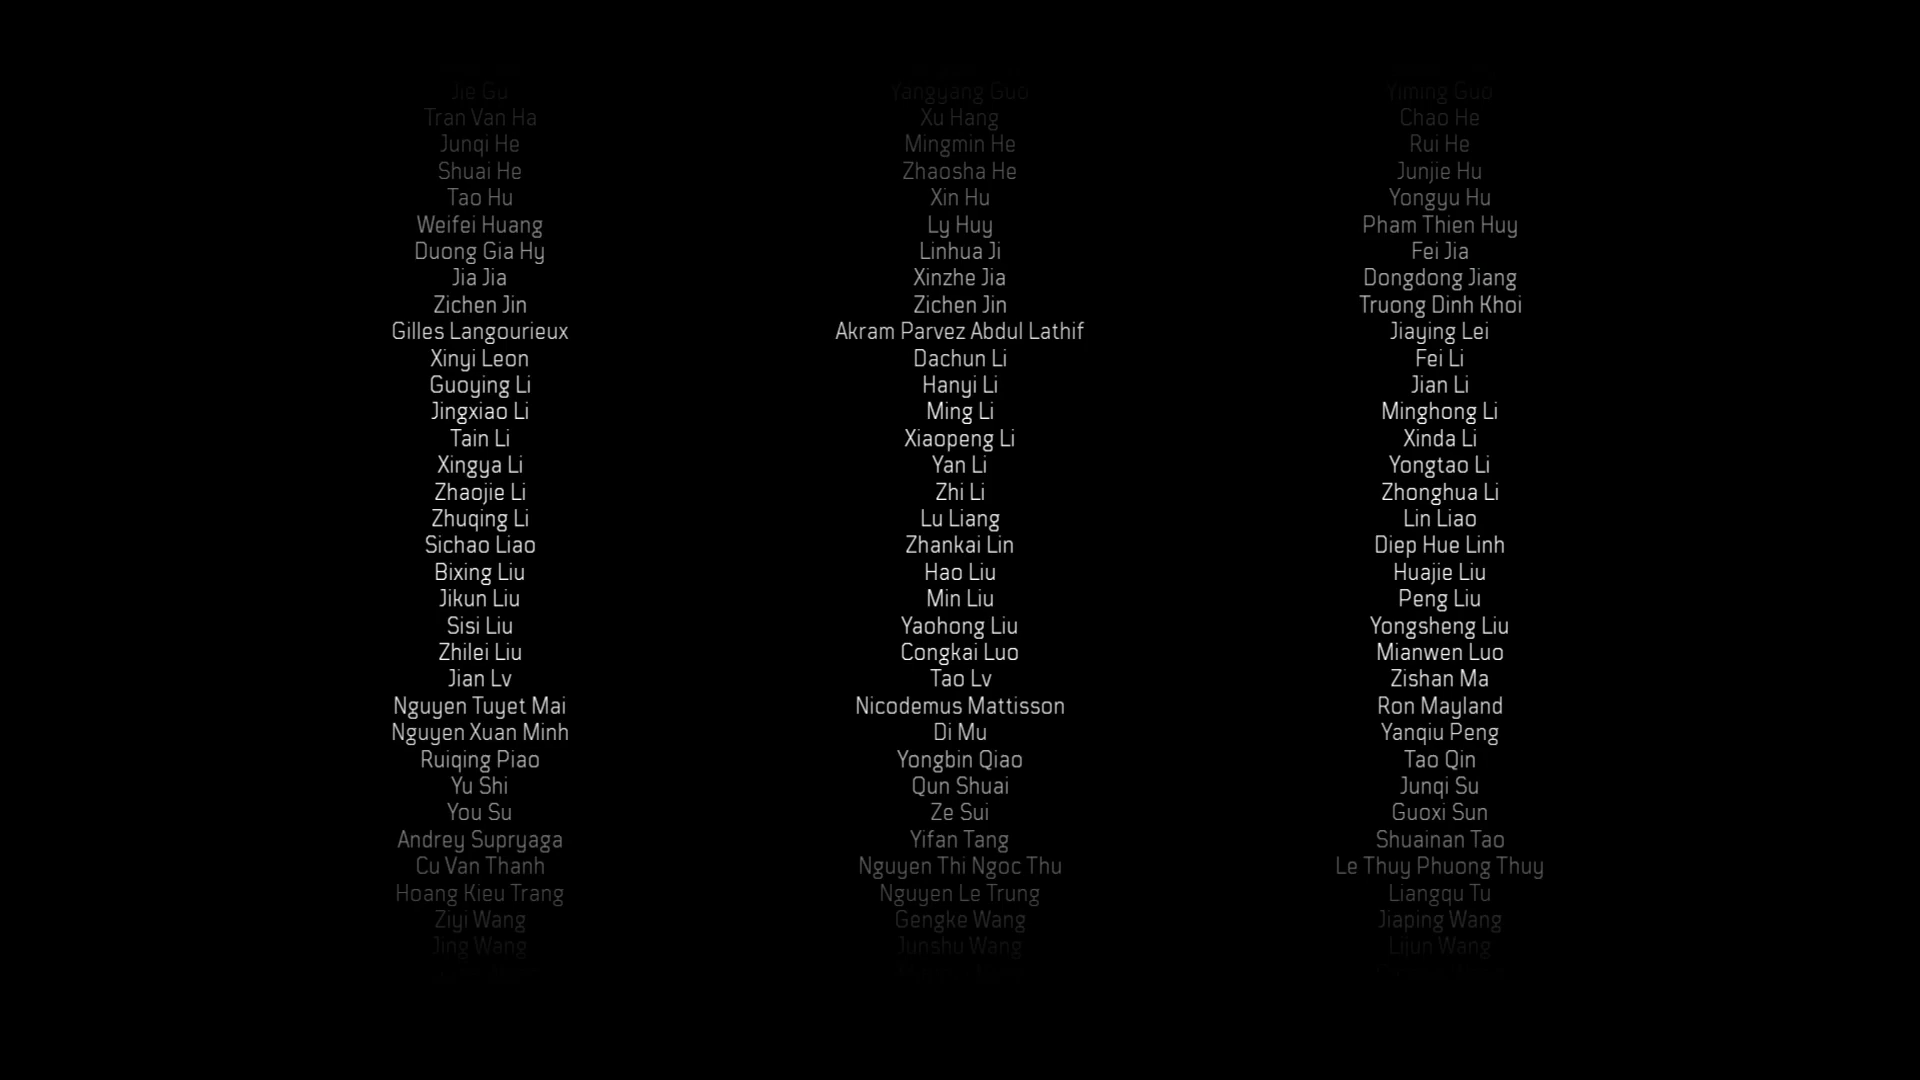 Jie Gu Yangyang Guo Yiming Guo
Tran Van Ha Xu Hang Chao He
Junqi He Mingmin He Rui He
Shuai He Zhaosha He Junjie Hu
Tao Hu Xin Hu Yongyu Hu
Weifei Huang Ly Huy Pham Thien Huy
Duong Gia Hy Linhua Ji Fei Jia
Jia Jia Xinzhe Jia Dongdong Jiang
Zichen Jin Zichen Jin Truong Dinh Khoi
Gilles Langourieux Akram Parvez Abdul Lathif Jiaying Lei
Xinyi Leon Dachun Li Fei Li
Guoying Li Hanyi Li Jian Li
Jingxiao Li Ming Li Minghong Li
Tain Li Xiaopeng Li Xinda Li
Xingya Li Yan Li Yongtao Li
Zhaojie Li Zhi Li Zhonghua Li
Zhuqing Li Lu Liang Lin Liao
Sichao Liao Zhankai Lin Diep Hue Linh
Bixing Liu Hao Liu Huajie Liu
Jikun Liu Min Liu Peng Liu
Sisi Liu Yaohong Liu Yongsheng Liu
Zhilei Liu Congkai Luo Mianwen Luo
Jian Lv Tao Lv Zishan Ma
Nguyen Tuyet Mai Nicodemus Mattisson Ron Mayland
Nguyen Xuan Minh Di Mu Yanqiu Peng
Ruiqing Piao Yongbin Qiao Tao Qin
Yu Shi Qun Shuai Junqi Su
You Su Ze Sui Guoxi Sun
Andrey Supryaga Yifan Tang Shuainan Tao
Cu Van Thanh Nguyen Thi Ngoc Thu Le Thuy Phuong Thuy
Hoang Kieu Trang Nguyen Le Trung Liangqu Tu
Ziyi Wang Gengke Wang Jiaping Wang
Jing Wang Junshu Wang Lijun Wang